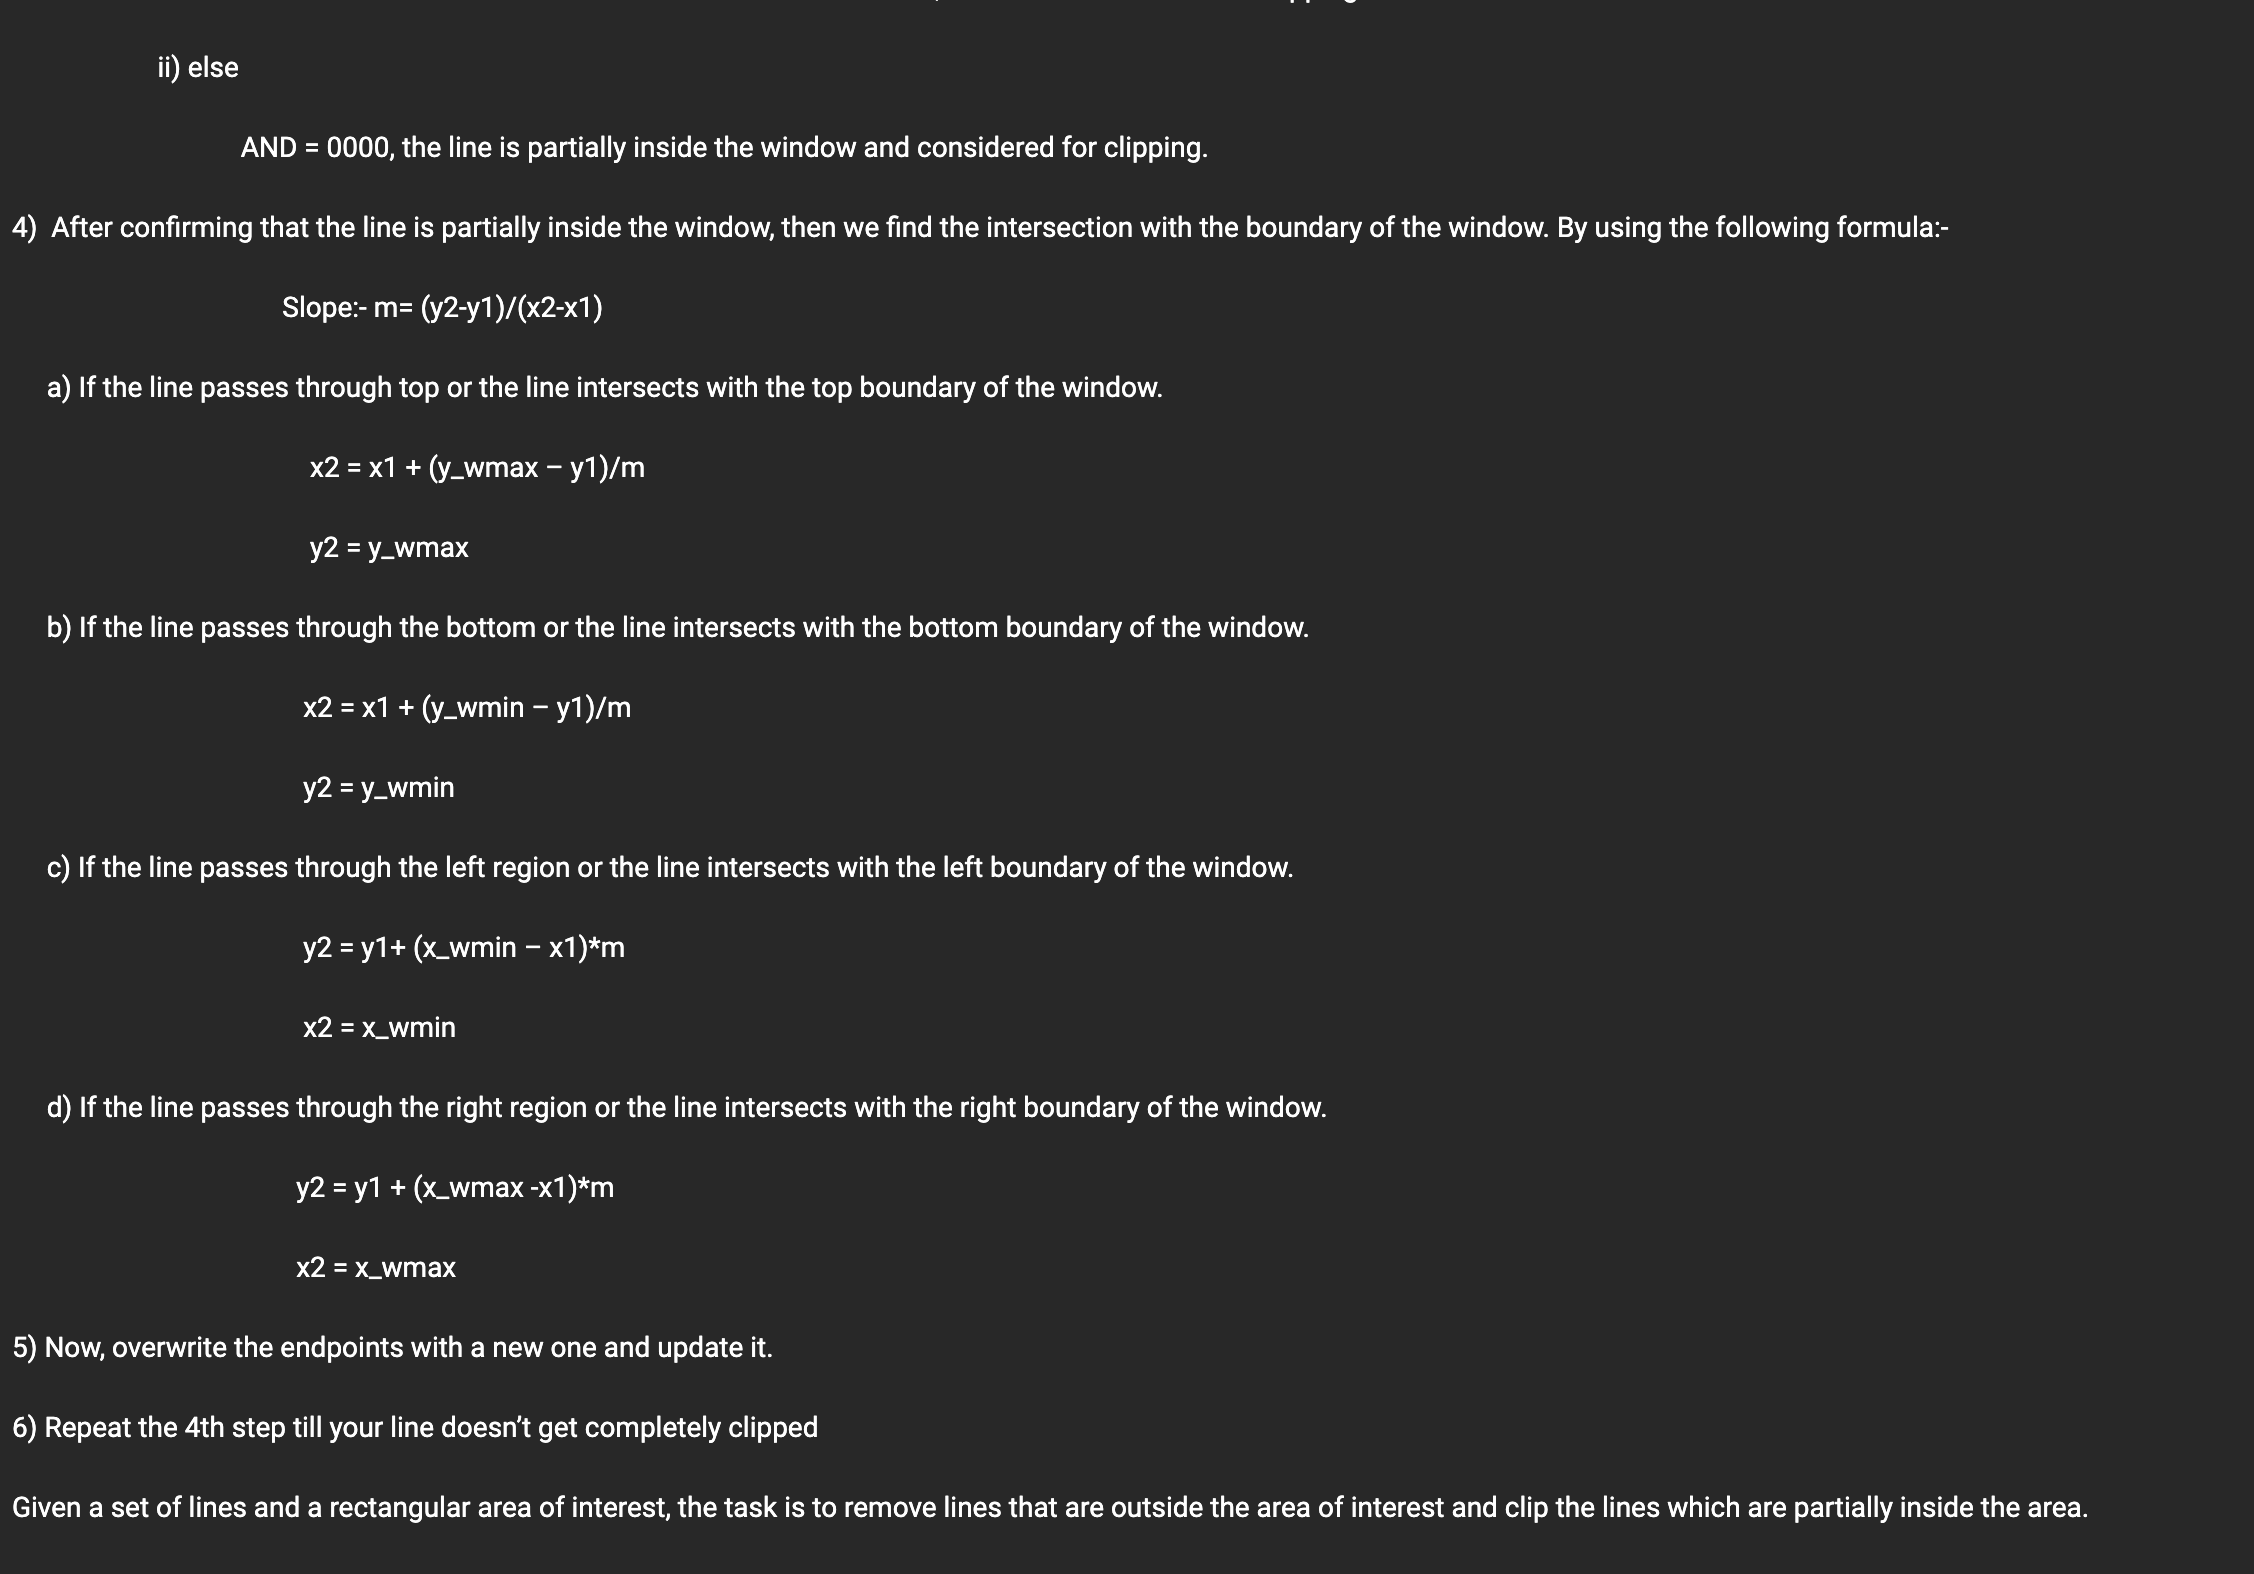 ii) else
AND = 0000, the line is partially inside the window and considered for clipping.
4)  After confirming that the line is partially inside the window, then we find the intersection with the boundary of the window. By using the following formula:-
Slope:- m= (y2-y1)/(x2-x1)
a) If the line passes through top or the line intersects with the top boundary of the window.
x2 = x1 + (y_wmax – y1)/m
y2 = y_wmax
b) If the line passes through the bottom or the line intersects with the bottom boundary of the window.
x2 = x1 + (y_wmin – y1)/m
y2 = y_wmin
c) If the line passes through the left region or the line intersects with the left boundary of the window.
y2 = y1+ (x_wmin – x1)*m
x2 = x_wmin
d) If the line passes through the right region or the line intersects with the right boundary of the window.
y2 = y1 + (x_wmax -x1)*m
x2 = x_wmax
5) Now, overwrite the endpoints with a new one and update it.
6) Repeat the 4th step till your line doesn’t get completely clipped
Given a set of lines and a rectangular area of interest, the task is to remove lines that are outside the area of interest and clip the lines which are partially inside the area.